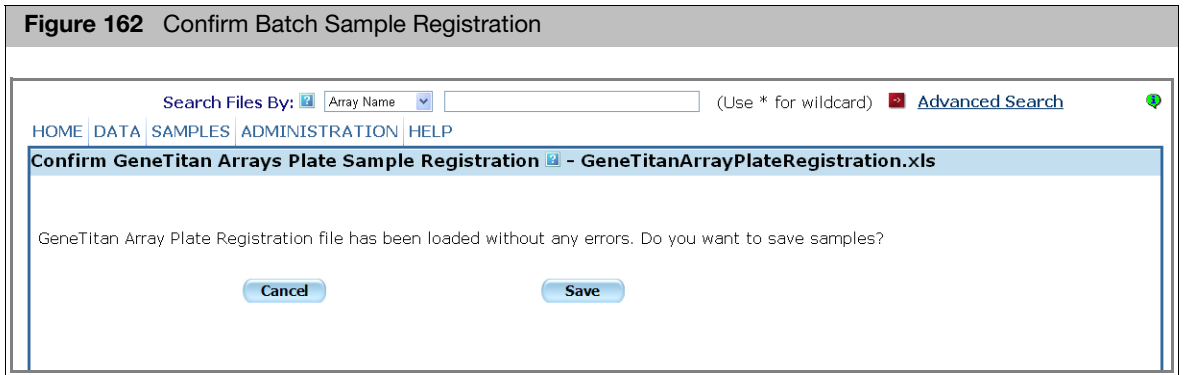 Figure 162 Confirm Batch Sample Registration
Search Files By: ? Array Name (Use * for wildcard) Advanced Search
HOME DATA SAMPLES ADMINISTRATION HELP
Confirm GeneTitan Arrays Plate Sample Registration ? - GeneTitanArrayPlateRegistration.xls
GeneTitan Array Plate Registration file has been loaded without any errors. Do you want to save samples?
Cancel Save